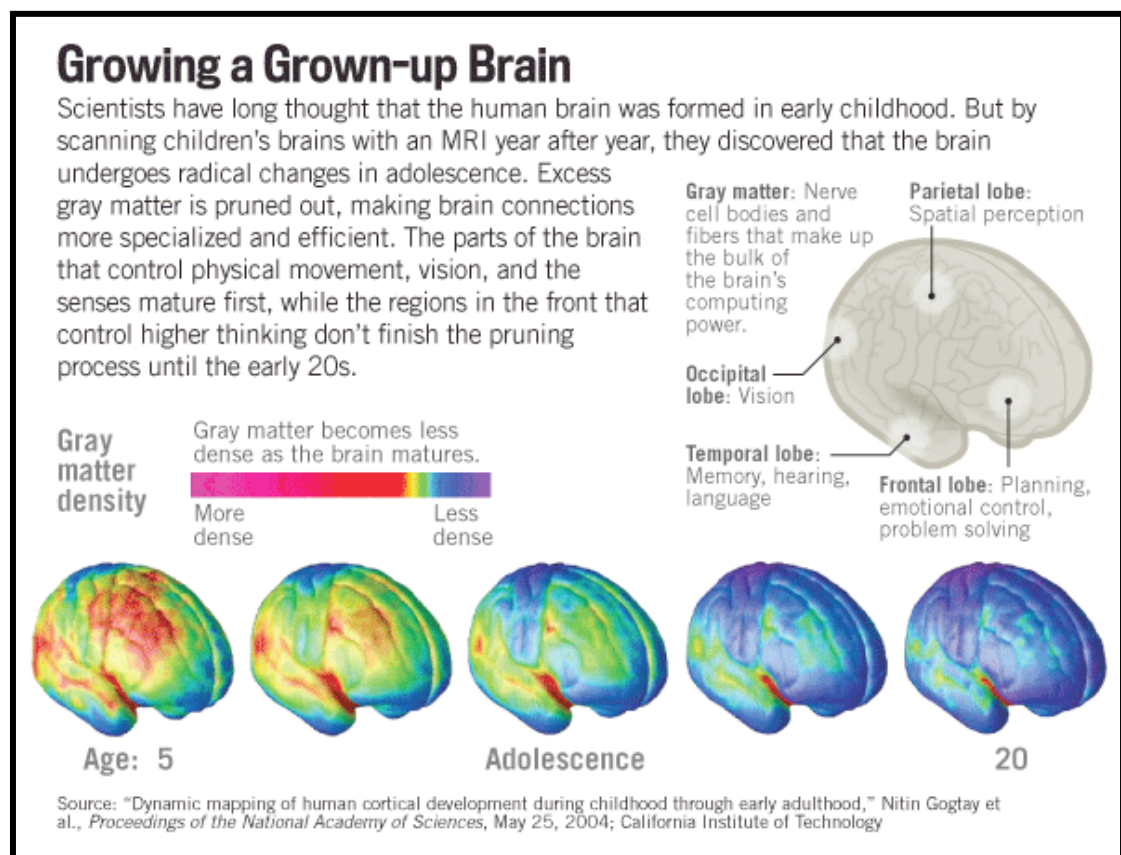 Growing a Grown-up Brain
Scientists have long thought that the human brain was formed in early childhood. But by
scanning children's brains with an MRI year after year, they discovered that the brain
undergoes radical changes in adolescence. Excess
gray matter is pruned out, making brain connections
more specialized and efficient. The parts of the brain
that control physical movement, vision, and the
senses mature first, while the regions in the front that
control higher thinking don't finish the pruning
process until the early 20s.
Gray matter: Nerve
cell bodies and
fibers that make up
the bulk of
the brain's
computing
power.
Parietal lobe:
Spatial perception
Occipital
lobe: Vision
Temporal lobe:
Memory, hearing,
language
Frontal lobe: Planning,
emotional control,
problem solving
Gray
matter
density
Gray matter becomes less
dense as the brain matures.
More
dense
Less
dense
Age: 5
Adolescence
20
Source: "Dynamic mapping of human cortical development during childhood through early adulthood," Nitin Gogtay et
al., Proceedings of the National Academy of Sciences, May 25, 2004; California Institute of Technology